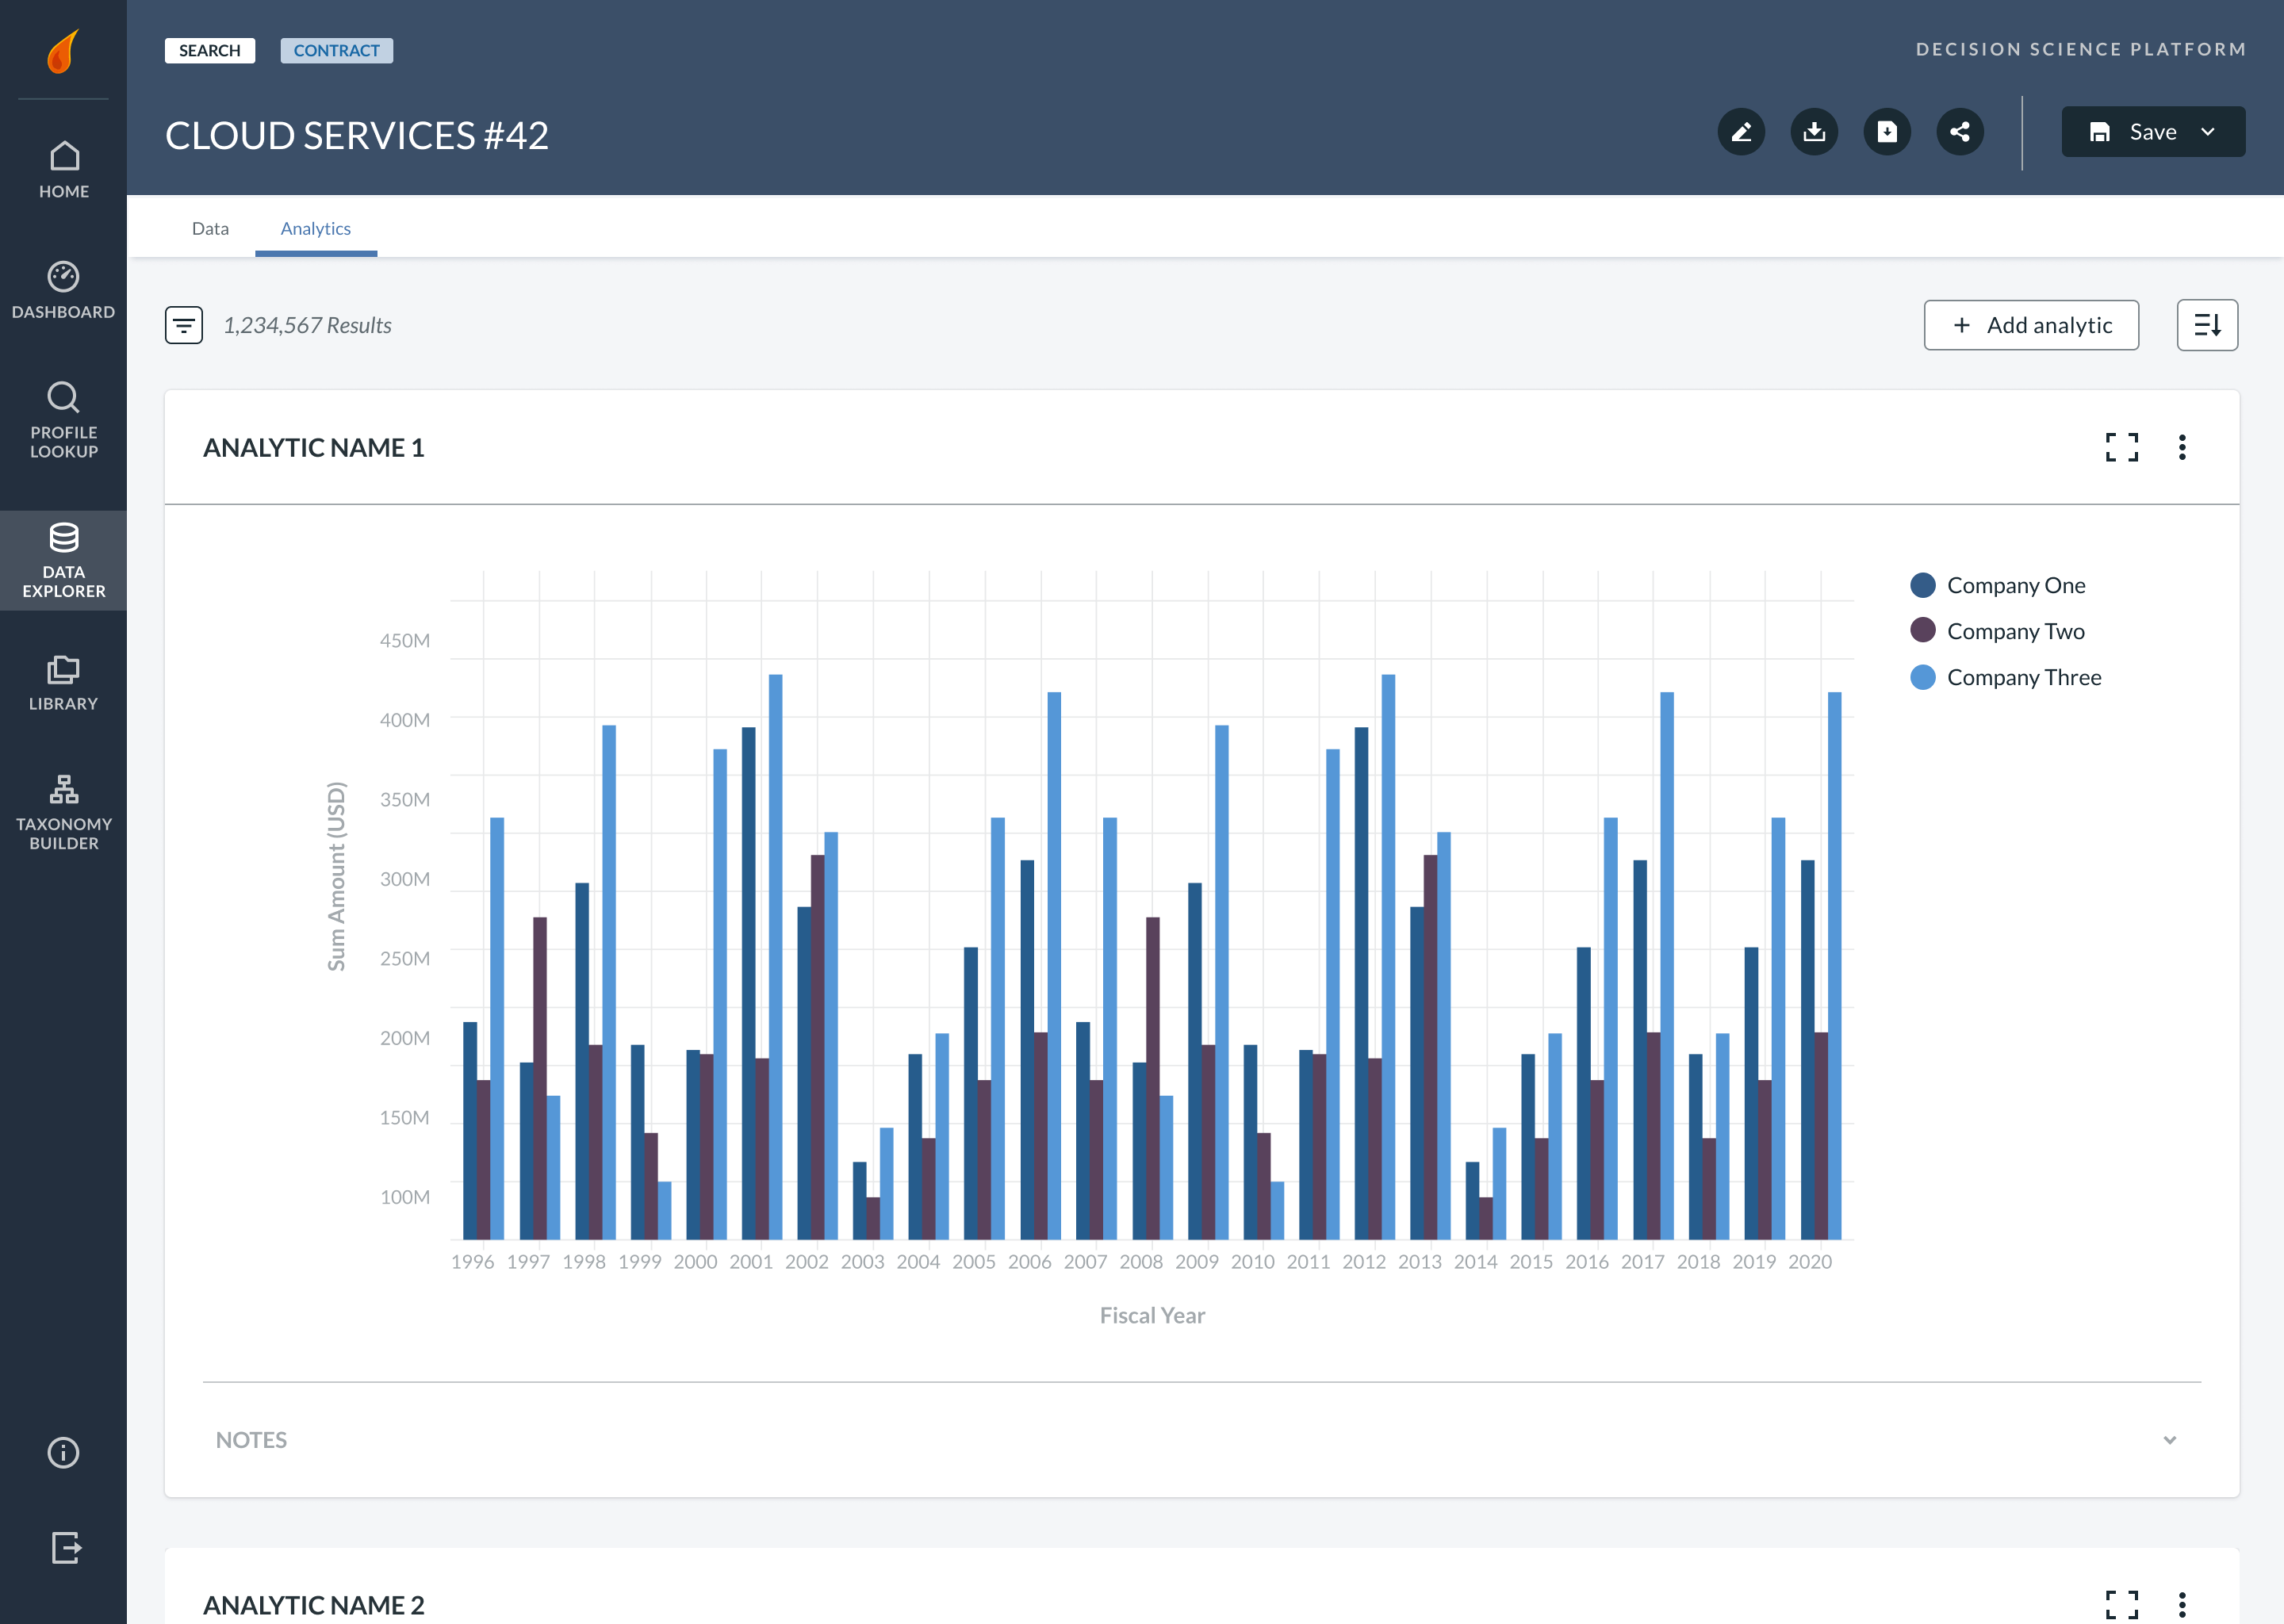 SEARCH
CONTRACT
DECISION SCIENCE PLATFORM
CLOUD SERVICES #42
Save
HOME
DASHBOARD
PROFILE
LOOKUP
DATA
EXPLORER
LIBRARY
TAXONOMY
BUILDER
Data
Analytics
1,234,567 Results
+ Add analytic
ANALYTIC NAME 1
Company One
Company Two
Company Three
Sum Amount (USD)
450M
400M
350M
300M
250M
200M
150M
100M
1996 1997 1998 1999 2000 2001 2002 2003 2004 2005 2006 2007 2008 2009 2010 2011 2012 2013 2014 2015 2016 2017 2018 2019 2020
Fiscal Year
NOTES
ANALYTIC NAME 2